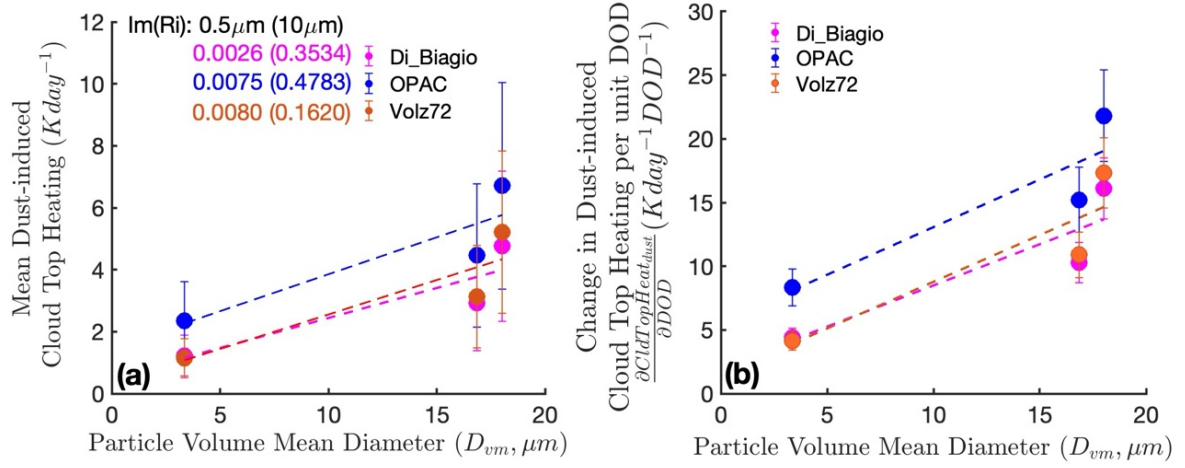 Im(Ri): 0.5μm (10μm)
0.0026 (0.3534) Di_Biagio
0.0075 (0.4783) OPAC
0.0080 (0.1620) Volz72
Mean Dust-induced
Cloud Top Heating (K day⁻¹)
12
10
8
6
4
2
0
(a)
0 5 10 15 20
Particle Volume Mean Diameter (Dᵥₘ, μm)
Di_Biagio
OPAC
Volz72
Change in Dust-induced
Cloud Top Heating per unit DOD
∂CldTopHeat_dust/∂DOD (K day⁻¹ DOD⁻¹)
30
25
20
15
10
5
0
(b)
0 5 10 15 20
Particle Volume Mean Diameter (Dᵥₘ, μm)